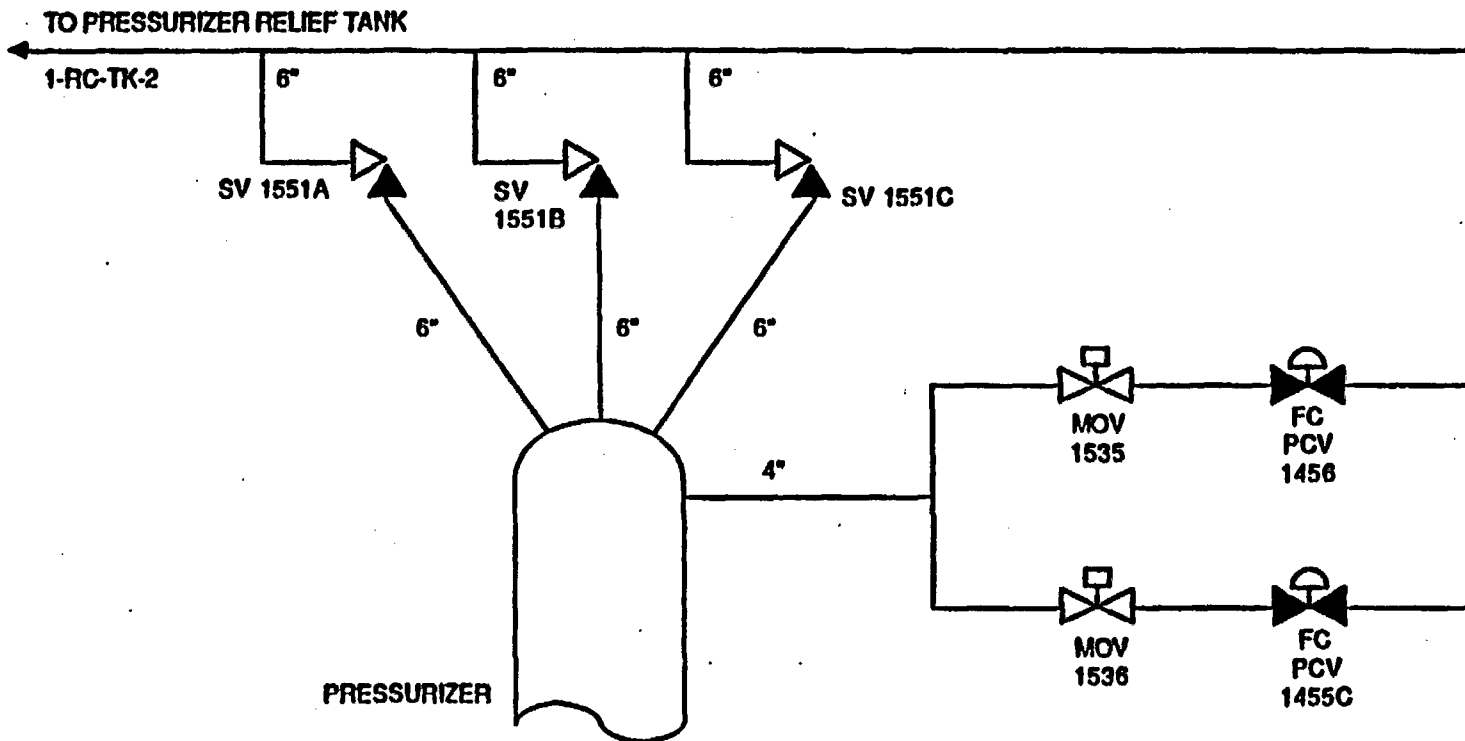 TO PRESSURIZER RELIEF TANK
1-RC-TK-2
6"
6"
6"
SV 1551A
SV
1551B
SV 1551C
6"
6"
6"
MOV
1535
FC
PCV
1456
4"
MOV
1536
FC
PCV
1455C
PRESSURIZER